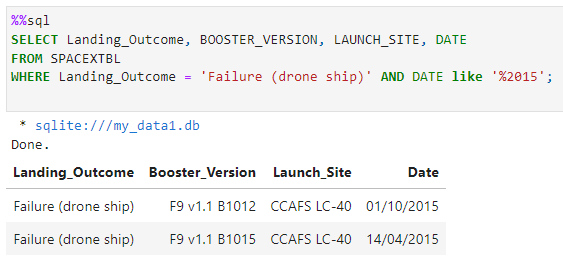 %%sql
SELECT Landing_Outcome, BOOSTER_VERSION, LAUNCH_SITE, DATE
FROM SPACEXTBL
WHERE Landing_Outcome = 'Failure (drone ship)' AND DATE like '%2015';
* sqlite:///my_data1.db
Done.
Landing_Outcome Booster_Version Launch_Site Date
Failure (drone ship) F9 v1.1 B1012 CCAFS LC-40 01/10/2015
Failure (drone ship) F9 v1.1 B1015 CCAFS LC-40 14/04/2015